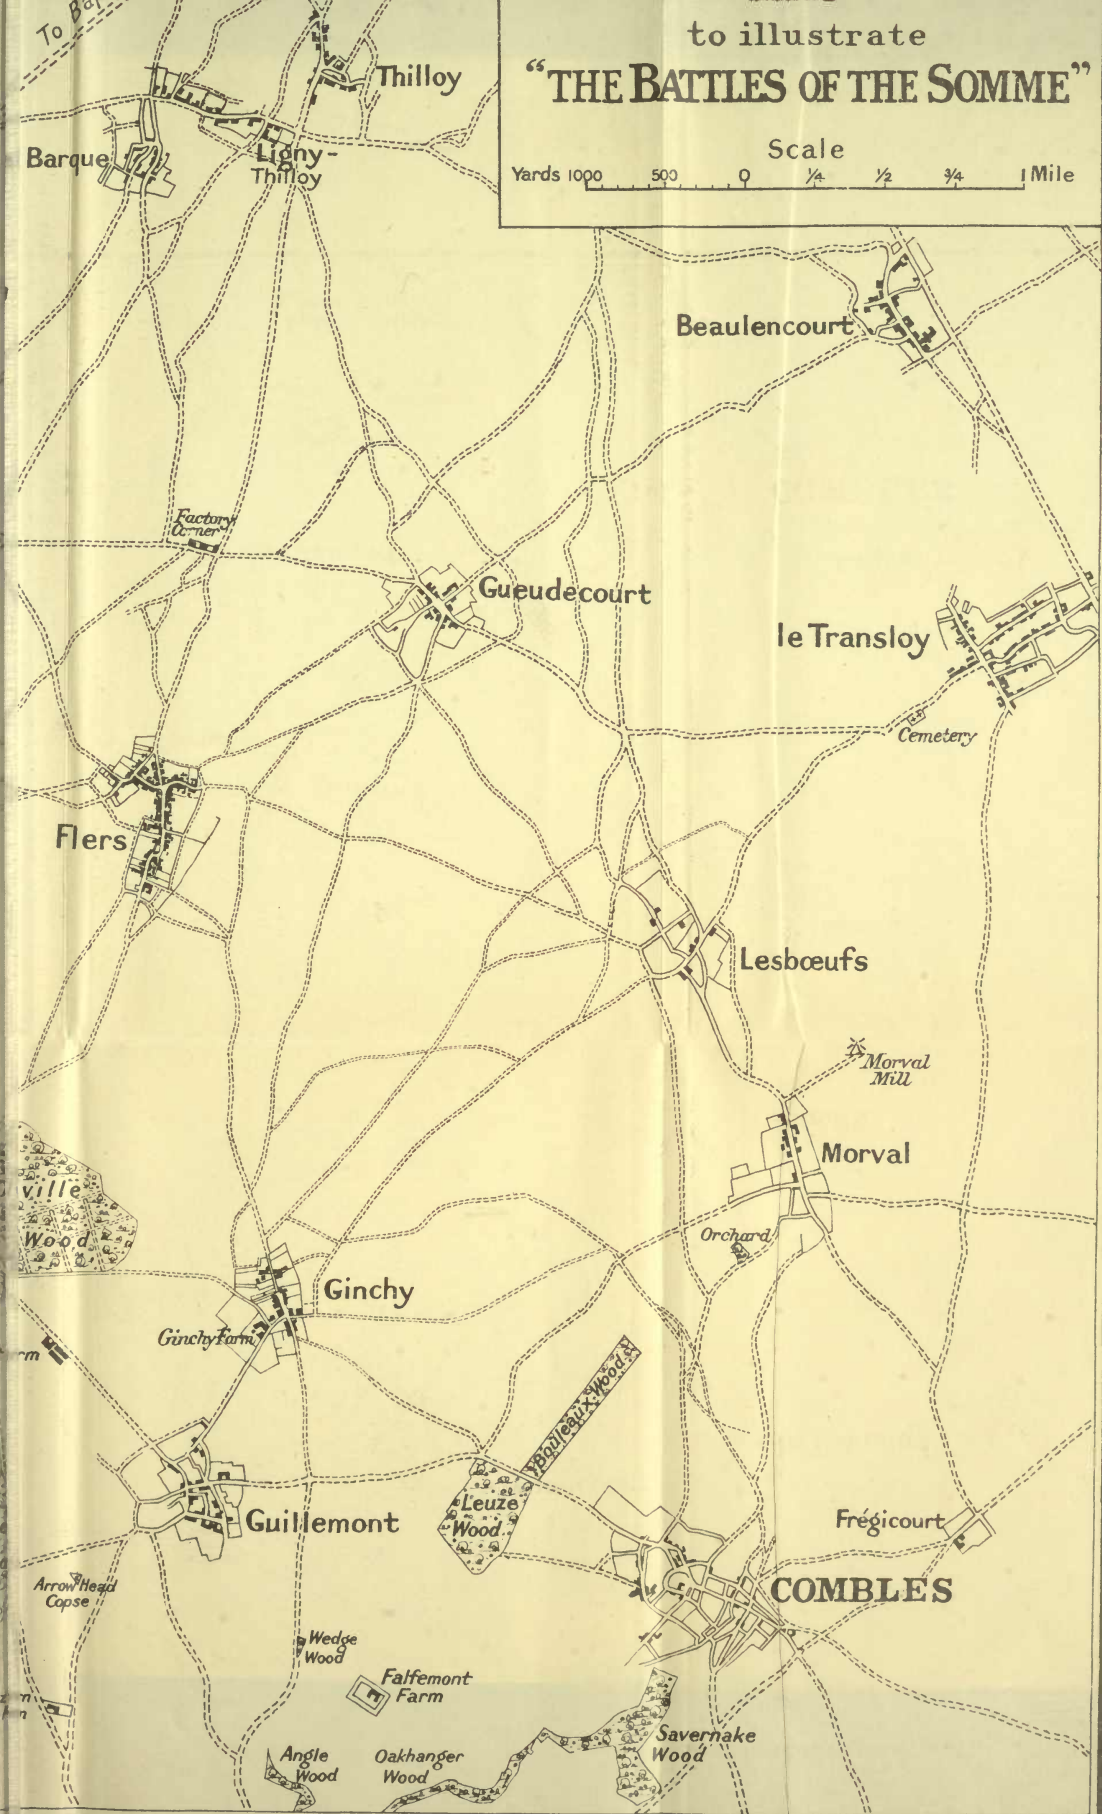 To Bap
to illustrate
“THE BATTLES OF THE SOMME”
Scale
Yards 1000 500 0 ¼ ½ ¾ 1 Mile
Thilloy
Barque
Ligny-
Thilloy
Beaulencourt
Factory
Corner
Gueudecourt
le Transloy
Cemetery
Flers
Lesbœufs
Morval
Mill
Morval
ville
Wood
Orchard
Ginchy
Ginchy Farm
rm
Bouleaux Wood
Leuze
Wood
Guillemont
Frégicourt
COMBLES
Arrow Head
Copse
Wedge
Wood
Falfemont
Farm
Savernake
Wood
Angle
Wood
Oakhanger
Wood